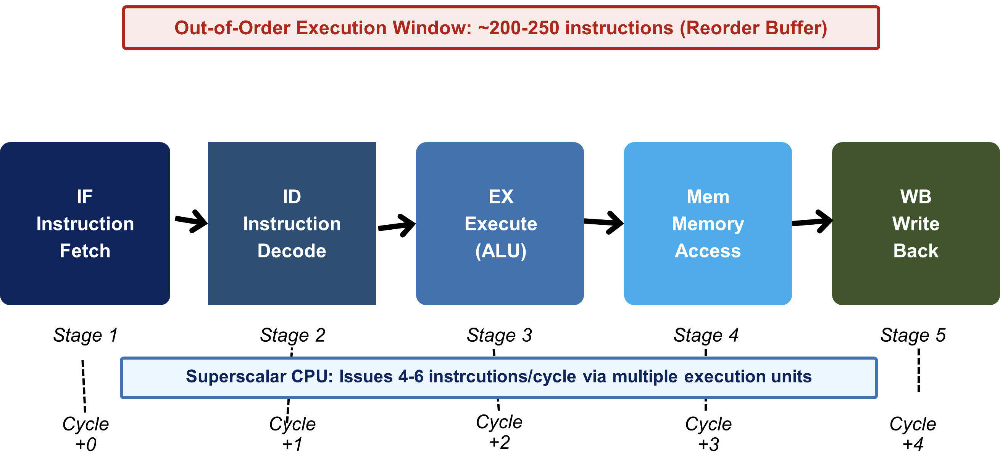 Out-of-Order Execution Window: ~200-250 instructions (Reorder Buffer)
IF
Instruction
Fetch
ID
Instruction
Decode
EX
Execute
(ALU)
Mem
Memory
Access
WB
Write
Back
Stage 1
Stage 2
Stage 3
Stage 4
Stage 5
Superscalar CPU: Issues 4-6 instrcutions/cycle via multiple execution units
Cycle
+0
Cycle
+1
Cycle
+2
Cycle
+3
Cycle
+4